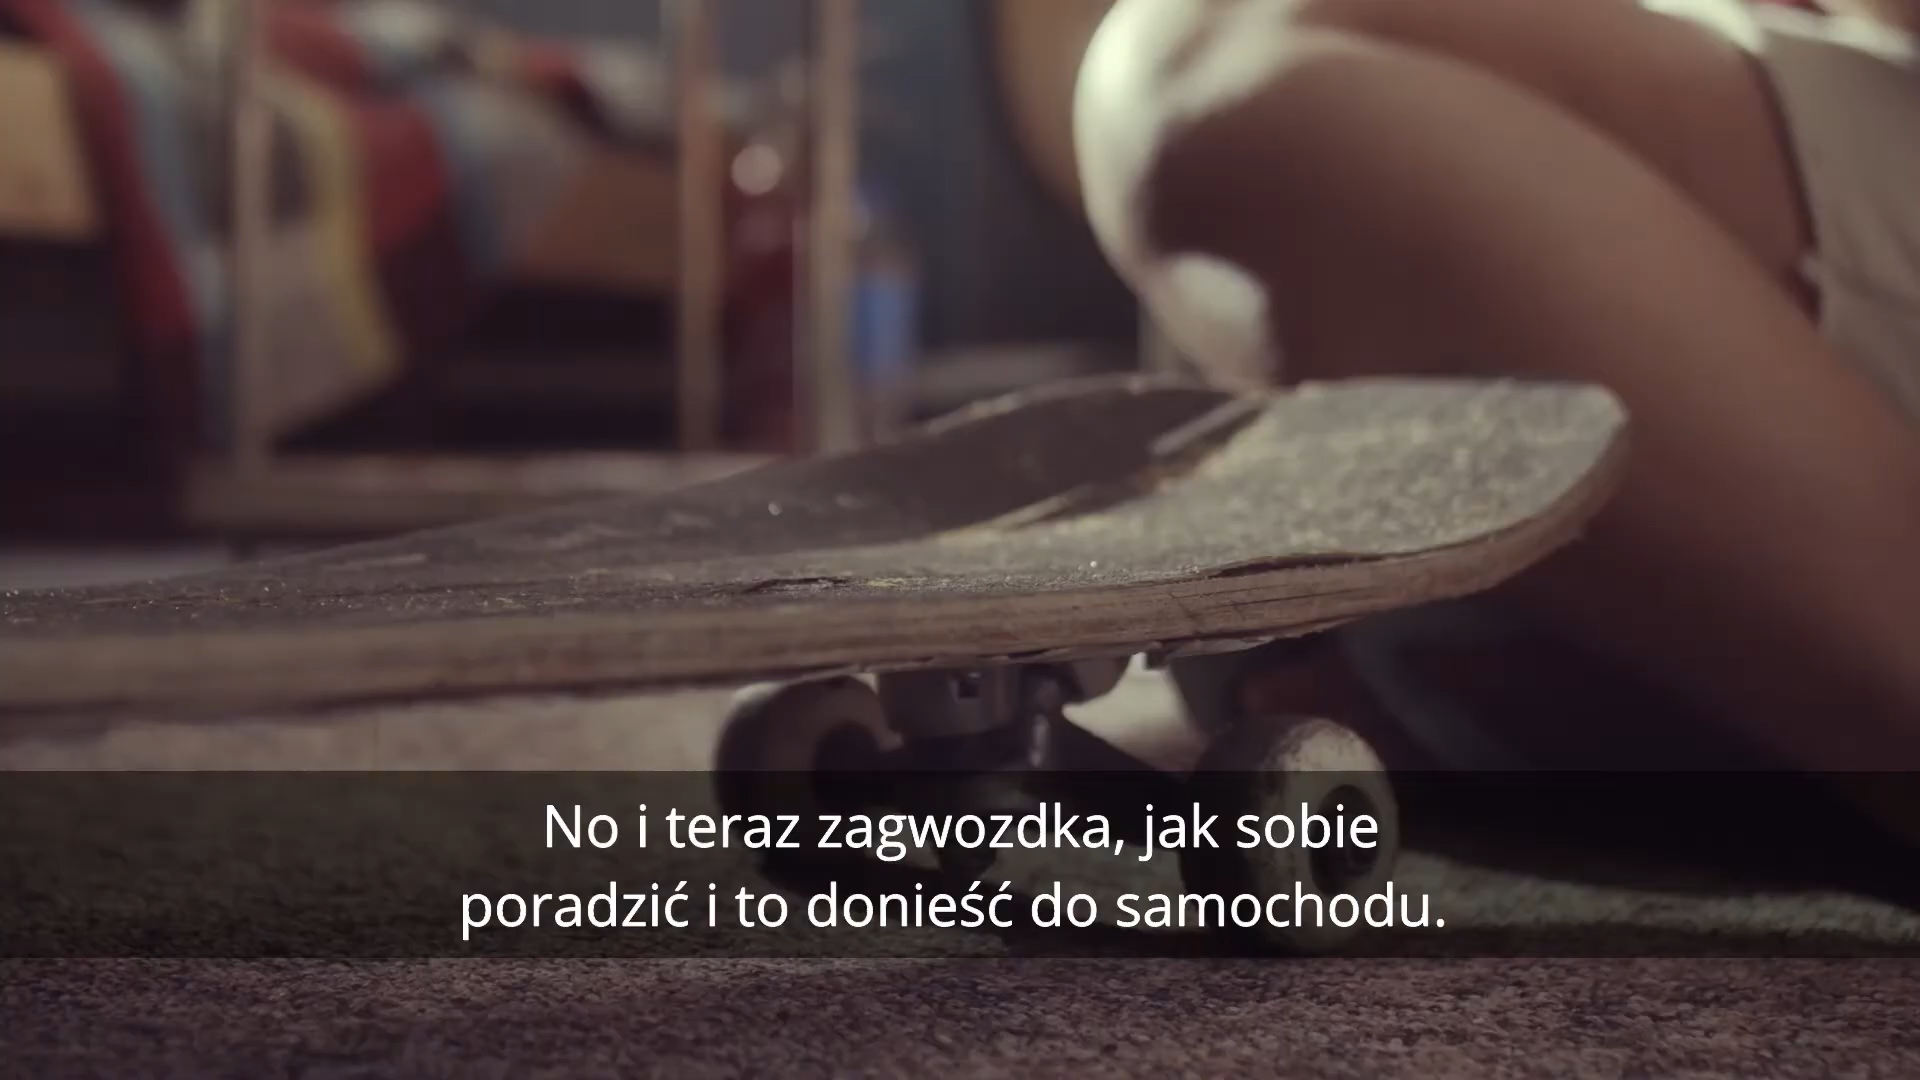 No i teraz zagwozdka, jak sobie
poradzić i to donieść do samochodu.